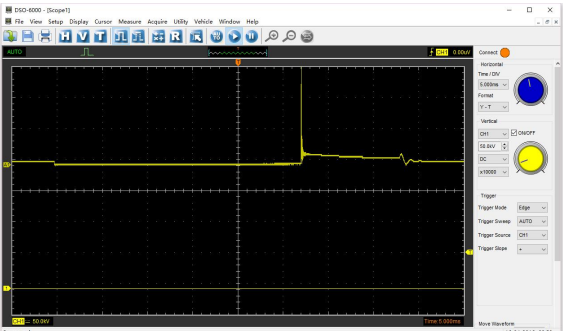 DSO-6000 - [Scope1]
File View Setup Display Cursor Measure Acquire Utility Vehicle Window Help
H V T R
AUTO
CH1 0.00uV
Connect
Horizontal
Time / DIV
5.000ms
Format
Y - T
Vertical
CH1 ON/OFF
50.0kV
DC
x10000
Trigger
Trigger Mode Edge
Trigger Sweep AUTO
Trigger Source CH1
Trigger Slope +
Move Waveform
CH1 50.0kV
Time:5.000ms